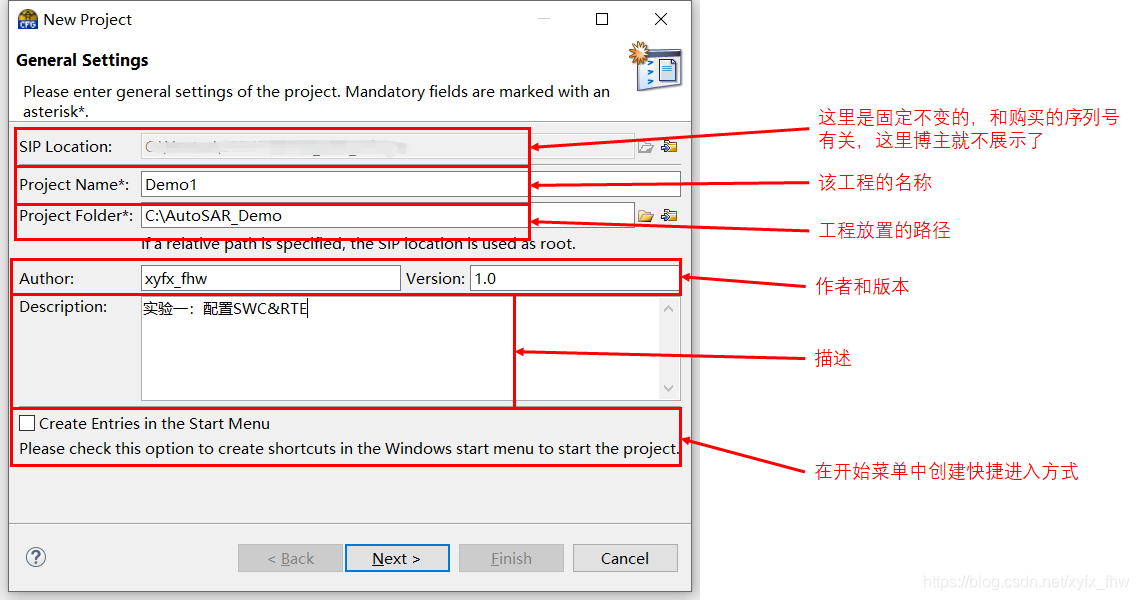 CFG New Project
General Settings
Please enter general settings of the project. Mandatory fields are marked with an
asterisk*.
SIP Location:
这里是固定不变的，和购买的序列号
有关，这里博主就不展示了
Project Name*: Demo1
该工程的名称
Project Folder*: C:\AutoSAR_Demo
工程放置的路径
If a relative path is specified, the SIP location is used as root.
Author: xyfx_fhw Version: 1.0
作者和版本
Description: 实验一：配置SWC&RTE
描述
Create Entries in the Start Menu
Please check this option to create shortcuts in the Windows start menu to start the project.
在开始菜单中创建快捷进入方式
< Back Next > Finish Cancel
https://blog.csdn.net/xyfx_fhw